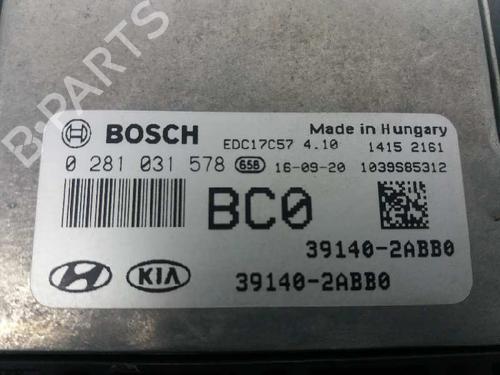 BOSCH EDC17C57 4.10 Made in Hungary
0 281 031 578 658 16-09-20 1415 2161
1039S85312
BC0
39140-2ABB0
KIA 39140-2ABB0
B-PARTS